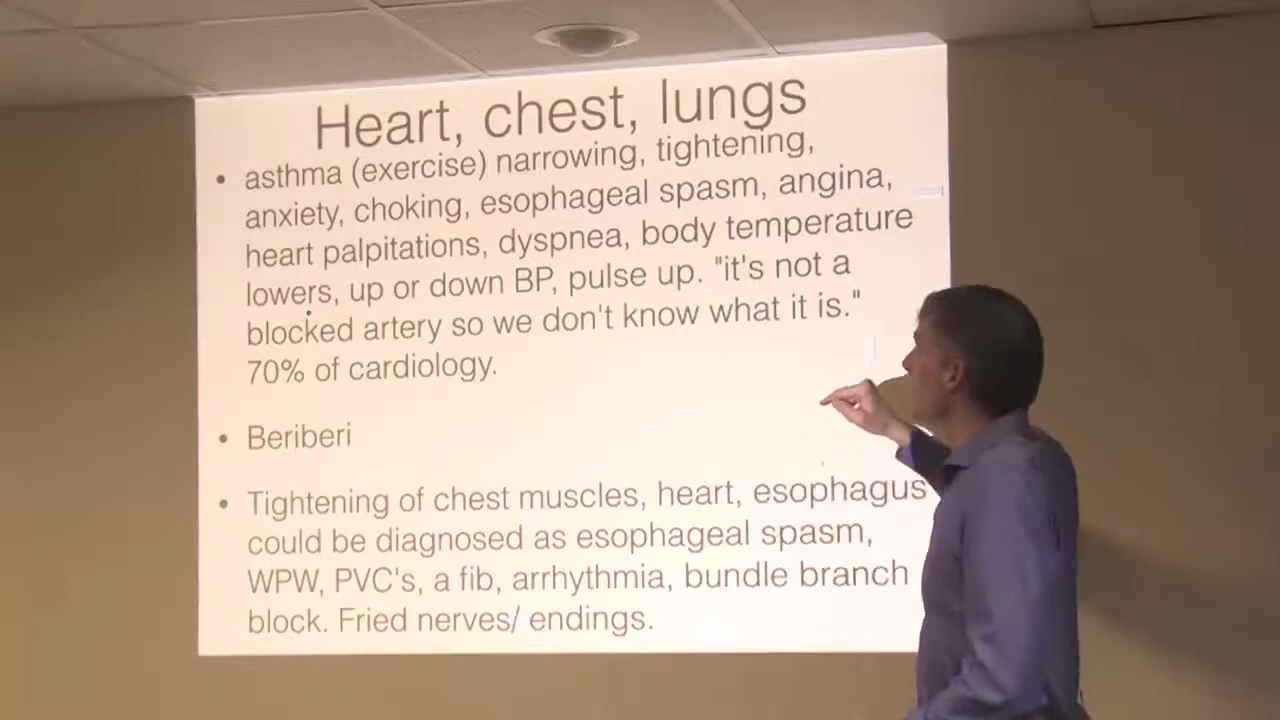 Heart, chest, lungs
• asthma (exercise) narrowing, tightening,
anxiety, choking, esophageal spasm, angina,
heart palpitations, dyspnea, body temperature
lowers, up or down BP, pulse up. "it's not a
blocked artery so we don't know what it is."
70% of cardiology.
• Beriberi
• Tightening of chest muscles, heart, esophagus
could be diagnosed as esophageal spasm,
WPW, PVC's, a fib, arrhythmia, bundle branch
block. Fried nerves/ endings.